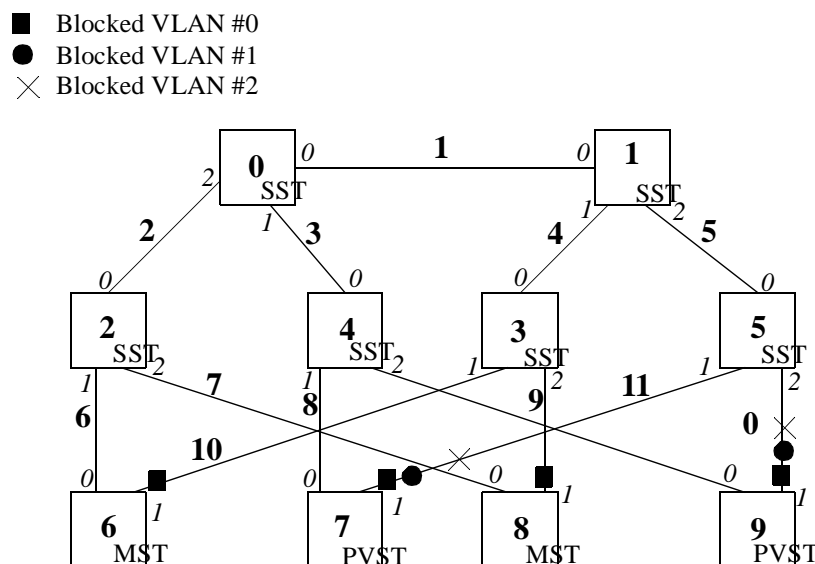 Blocked VLAN #0
Blocked VLAN #1
Blocked VLAN #2
0 SST 0 1 2
1
1 SST 0 1 2
2
3
4
5
2 SST 0 1 2
4 SST 0 1 2
3 SST 0 1 2
5 SST 0 1 2
6
7
8
9
10
11
0
6 MST 0 1
7 PVST 0 1
8 MST 0 1
9 PVST 0 1